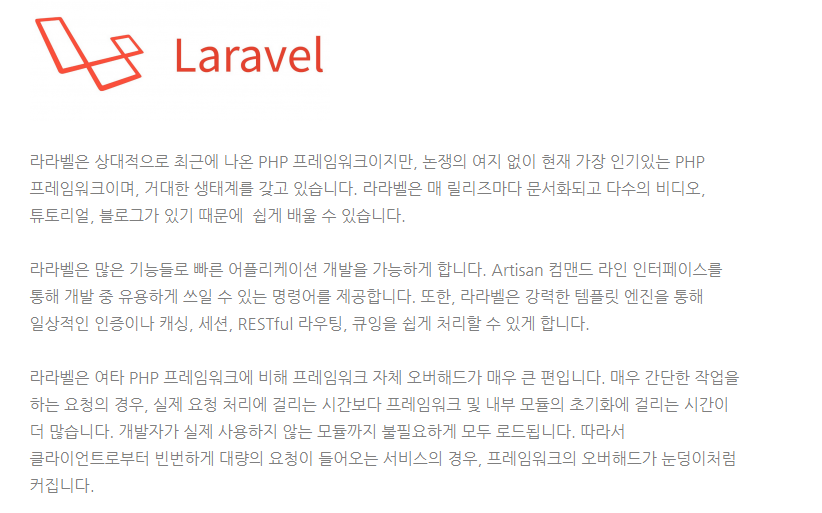 Laravel
라라벨은 상대적으로 최근에 나온 PHP 프레임워크이지만, 논쟁의 여지 없이 현재 가장 인기있는 PHP
프레임워크이며, 거대한 생태계를 갖고 있습니다. 라라벨은 매 릴리즈마다 문서화되고 다수의 비디오,
튜토리얼, 블로그가 있기 때문에  쉽게 배울 수 있습니다.
라라벨은 많은 기능들로 빠른 어플리케이션 개발을 가능하게 합니다. Artisan 컴맨드 라인 인터페이스를
통해 개발 중 유용하게 쓰일 수 있는 명령어를 제공합니다. 또한, 라라벨은 강력한 템플릿 엔진을 통해
일상적인 인증이나 캐싱, 세션, RESTful 라우팅, 큐잉을 쉽게 처리할 수 있게 합니다.
라라벨은 여타 PHP 프레임워크에 비해 프레임워크 자체 오버헤드가 매우 큰 편입니다. 매우 간단한 작업을
하는 요청의 경우, 실제 요청 처리에 걸리는 시간보다 프레임워크 및 내부 모듈의 초기화에 걸리는 시간이
더 많습니다. 개발자가 실제 사용하지 않는 모듈까지 불필요하게 모두 로드됩니다. 따라서
클라이언트로부터 빈번하게 대량의 요청이 들어오는 서비스의 경우, 프레임워크의 오버헤드가 눈덩이처럼
커집니다.